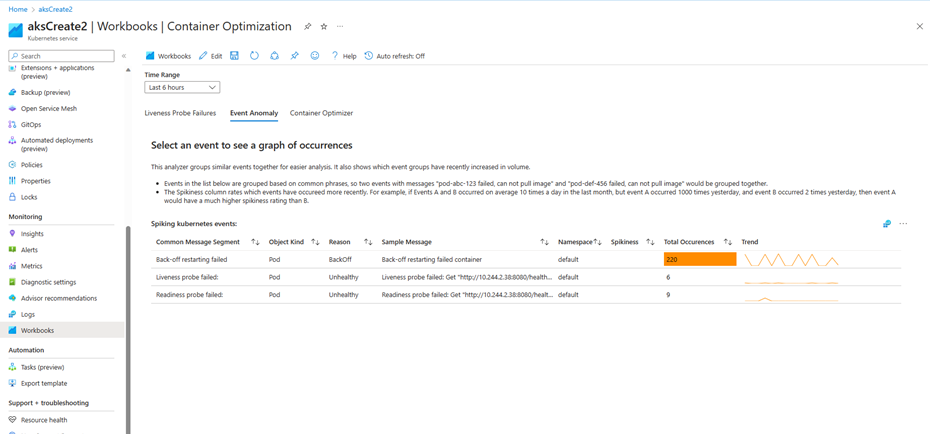 Home > aksCreate2 >
aksCreate2 | Workbooks | Container Optimization
Kubernetes service
Search
Extensions + applications
(preview)
Backup (preview)
Open Service Mesh
GitOps
Automated deployments
(preview)
Policies
Properties
Locks
Monitoring
Insights
Alerts
Metrics
Diagnostic settings
Advisor recommendations
Logs
Workbooks
Automation
Tasks (preview)
Export template
Support + troubleshooting
Resource health
Workbooks Edit ? Help Auto refresh: Off
Time Range
Last 6 hours
Liveness Probe Failures Event Anomaly Container Optimizer
Select an event to see a graph of occurrences
This analyzer groups similar events together for easier analysis. It also shows which event groups have recently increased in volume.
• Events in the list below are grouped based on common phrases, so two events with messages "pod-abc-123 failed, can not pull image" and "pod-def-456 failed, can not pull image" would be grouped together.
• The Spikiness column rates which events have occureed more recently. For example, if Events A and B occurred on average 10 times a day in the last month, but event A occurred 1000 times yesterday, and event B occurred 2 times yesterday, then event A
would have a much higher spikiness rating than B.
Spiking kubernetes events:
Common Message Segment Object Kind Reason Sample Message Namespace Spikiness Total Occurences Trend
Back-off restarting failed Pod BackOff Back-off restarting failed container default 220
Liveness probe failed: Pod Unhealthy Liveness probe failed: Get "http://10.244.2.38:8080/health... default 6
Readiness probe failed: Pod Unhealthy Readiness probe failed: Get "http://10.244.2.38:8080/healt... default 9